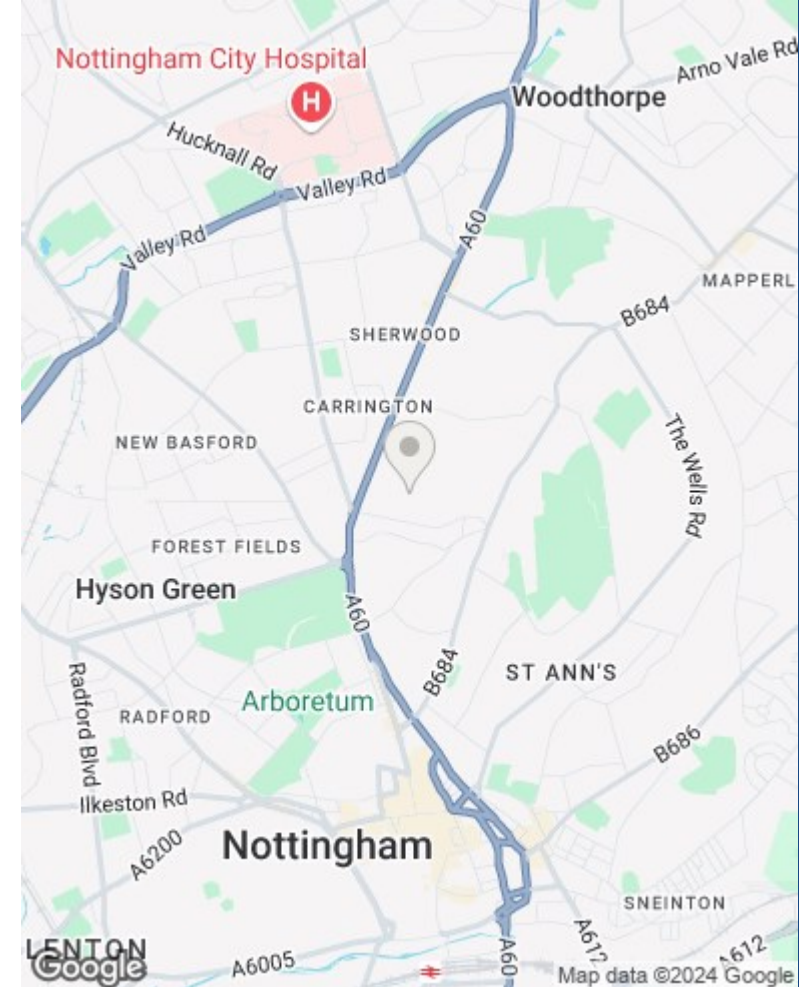 Nottingham City Hospital
H
Arno Vale Rd
Woodthorpe
Hucknall Rd
Valley Rd
A60
Valley Rd
MAPPERL
B684
SHERWOOD
CARRINGTON
NEW BASFORD
The Wells Rd
FOREST FIELDS
Hyson Green
A60
B684
ST ANN'S
Radford Blvd
Arboretum
RADFORD
B686
Ilkeston Rd
A6200
Nottingham
SNEINTON
LENTON
A6005
A60
A612
A612
Google
Map data ©2024 Google